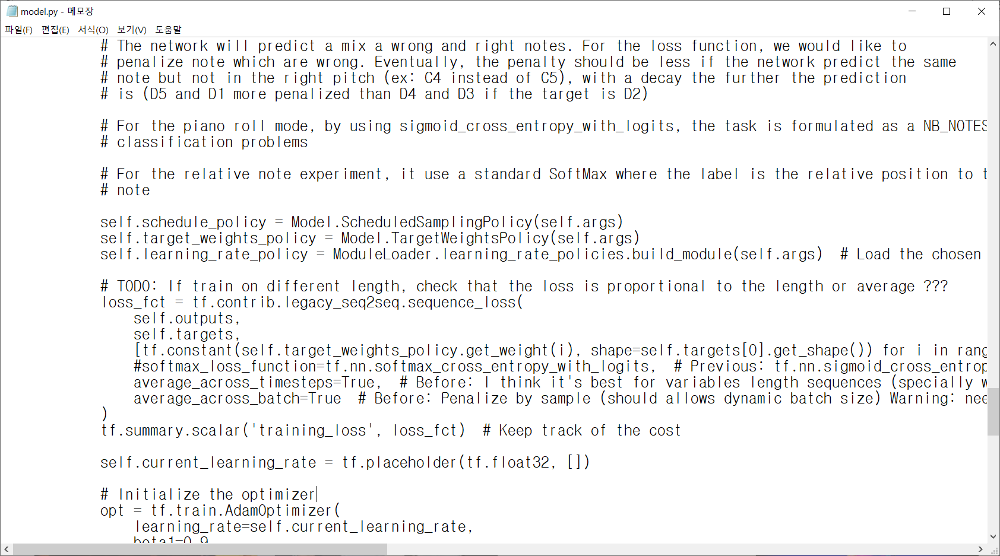 model.py - 메모장
파일(F) 편집(E) 서식(O) 보기(V) 도움말
# The network will predict a mix a wrong and right notes. For the loss function, we would like to
# penalize note which are wrong. Eventually, the penalty should be less if the network predict the same
# note but not in the right pitch (ex: C4 instead of C5), with a decay the further the prediction
# is (D5 and D1 more penalized than D4 and D3 if the target is D2)
# For the piano roll mode, by using sigmoid_cross_entropy_with_logits, the task is formulated as a NB_NOTES
# classification problems
# For the relative note experiment, it use a standard SoftMax where the label is the relative position to t
# note
self.schedule_policy = Model.ScheduledSamplingPolicy(self.args)
self.target_weights_policy = Model.TargetWeightsPolicy(self.args)
self.learning_rate_policy = ModuleLoader.learning_rate_policies.build_module(self.args)  # Load the chosen
# TODO: If train on different length, check that the loss is proportional to the length or average ???
loss_fct = tf.contrib.legacy_seq2seq.sequence_loss(
self.outputs,
self.targets,
[tf.constant(self.target_weights_policy.get_weight(i), shape=self.targets[0].get_shape()) for i in rang
#softmax_loss_function=tf.nn.softmax_cross_entropy_with_logits,  # Previous: tf.nn.sigmoid_cross_entrop
average_across_timesteps=True,  # Before: I think it's best for variables length sequences (specially w
average_across_batch=True  # Before: Penalize by sample (should allows dynamic batch size) Warning: nee
)
tf.summary.scalar('training_loss', loss_fct)  # Keep track of the cost
self.current_learning_rate = tf.placeholder(tf.float32, [])
# Initialize the optimizer
opt = tf.train.AdamOptimizer(
learning_rate=self.current_learning_rate,
beta1=0.9